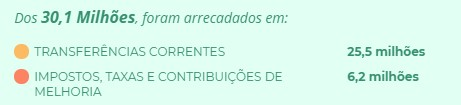 Dos 30,1 Milhões, foram arrecadados em:
TRANSFERÊNCIAS CORRENTES 25,5 milhões
IMPOSTOS, TAXAS E CONTRIBUIÇÕES DE 6,2 milhões
MELHORIA